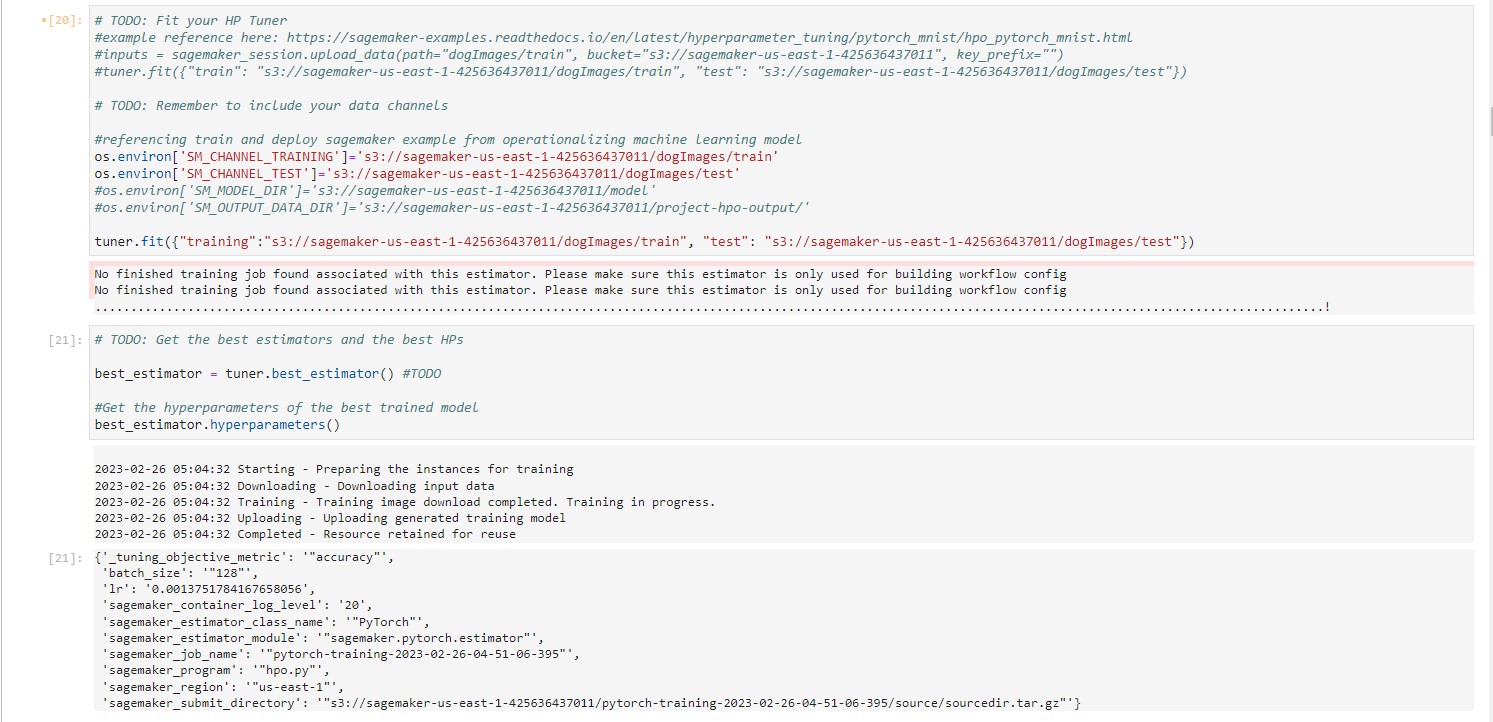 [20]: # TODO: Fit your HP Tuner
#example reference here: https://sagemaker-examples.readthedocs.io/en/latest/hyperparameter_tuning/pytorch_mnist/hpo_pytorch_mnist.html
#inputs = sagemaker_session.upload_data(path="dogImages/train", bucket="s3://sagemaker-us-east-1-425636437011", key_prefix="")
#tuner.fit({"train": "s3://sagemaker-us-east-1-425636437011/dogImages/train", "test": "s3://sagemaker-us-east-1-425636437011/dogImages/test"})
# TODO: Remember to include your data channels
#referencing train and deploy sagemaker example from operationalizing machine learning model
os.environ['SM_CHANNEL_TRAINING']='s3://sagemaker-us-east-1-425636437011/dogImages/train'
os.environ['SM_CHANNEL_TEST']='s3://sagemaker-us-east-1-425636437011/dogImages/test'
#os.environ['SM_MODEL_DIR']='s3://sagemaker-us-east-1-425636437011/model'
#os.environ['SM_OUTPUT_DATA_DIR']='s3://sagemaker-us-east-1-425636437011/project-hpo-output/'
tuner.fit({"training":"s3://sagemaker-us-east-1-425636437011/dogImages/train", "test": "s3://sagemaker-us-east-1-425636437011/dogImages/test"})
No finished training job found associated with this estimator. Please make sure this estimator is only used for building workflow config
No finished training job found associated with this estimator. Please make sure this estimator is only used for building workflow config
.............................................................................................................................................................................!
[21]: # TODO: Get the best estimators and the best HPs
best_estimator = tuner.best_estimator() #TODO
#Get the hyperparameters of the best trained model
best_estimator.hyperparameters()
2023-02-26 05:04:32 Starting - Preparing the instances for training
2023-02-26 05:04:32 Downloading - Downloading input data
2023-02-26 05:04:32 Training - Training image download completed. Training in progress.
2023-02-26 05:04:32 Uploading - Uploading generated training model
2023-02-26 05:04:32 Completed - Resource retained for reuse
[21]: {'_tuning_objective_metric': '"accuracy"',
'batch_size': '"128"',
'lr': '0.0013751784167658056',
'sagemaker_container_log_level': '20',
'sagemaker_estimator_class_name': '"PyTorch"',
'sagemaker_estimator_module': '"sagemaker.pytorch.estimator"',
'sagemaker_job_name': '"pytorch-training-2023-02-26-04-51-06-395"',
'sagemaker_program': '"hpo.py"',
'sagemaker_region': '"us-east-1"',
'sagemaker_submit_directory': '"s3://sagemaker-us-east-1-425636437011/pytorch-training-2023-02-26-04-51-06-395/source/sourcedir.tar.gz"'}